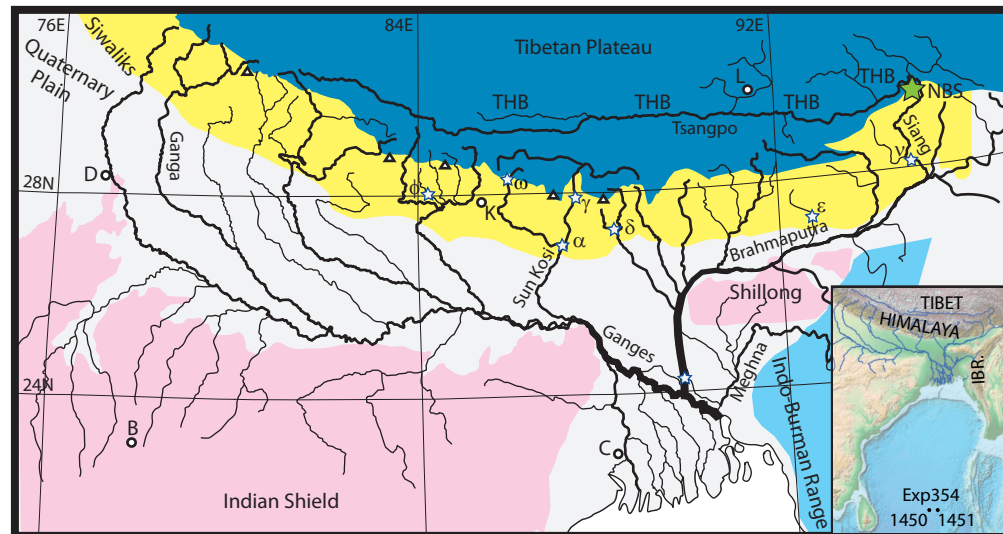 76E
84E
92E
Siwaliks
Quaternary
Plain
Tibetan Plateau
L
THB
NBS
THB
THB
THB
Tsangpo
Siang
Ganga
D
28N
ϕ
K
ω
γ
δ
α
ν
ε
Sun Kosi
Brahmaputra
Shillong
Ganges
Meghna
24N
B
C
Indian Shield
Indo-Burman Range
TIBET
HIMALAYA
IBR.
Exp354
1450
1451